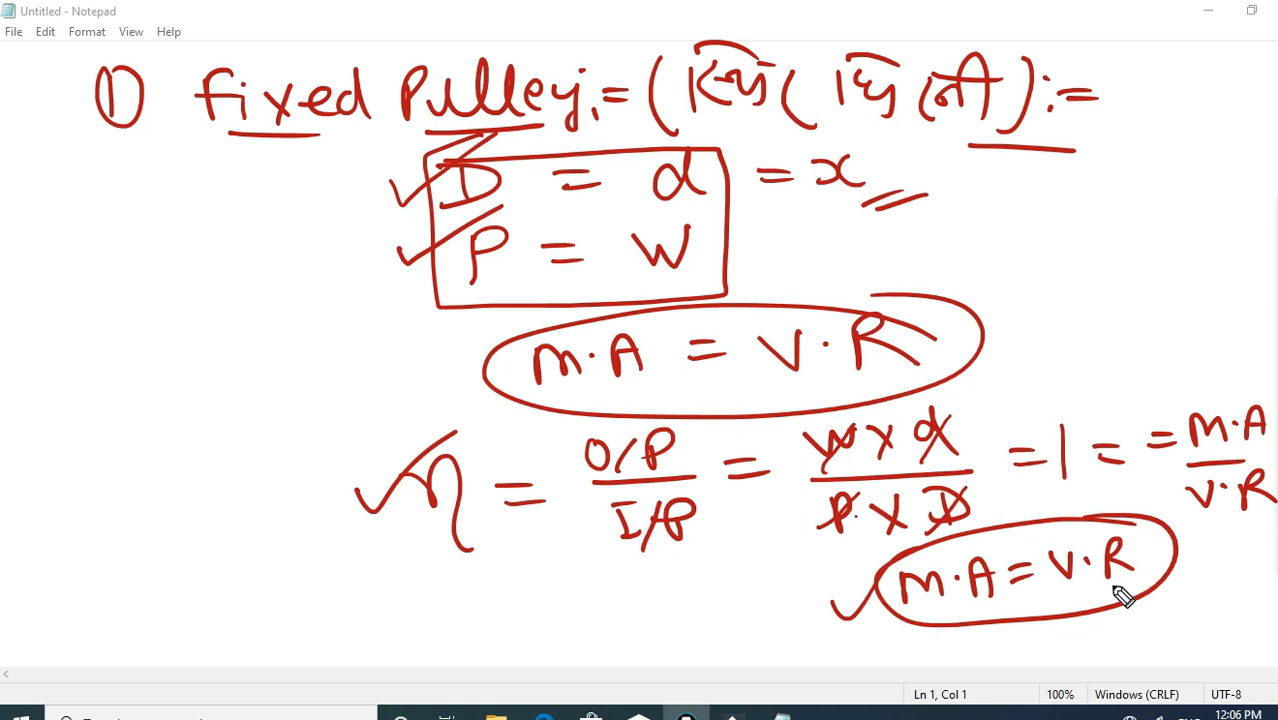 Untitled - Notepad
File Edit Format View Help
① Fixed Pulley:= ( ):=
D = d = x
P = W
M.A = V.R
η = O/P / I/P = W x d / P. x D = 1 = = M.A / V.R
M.A = V.R
Ln 1, Col 1 100% Windows (CRLF) UTF-8
12:06 PM